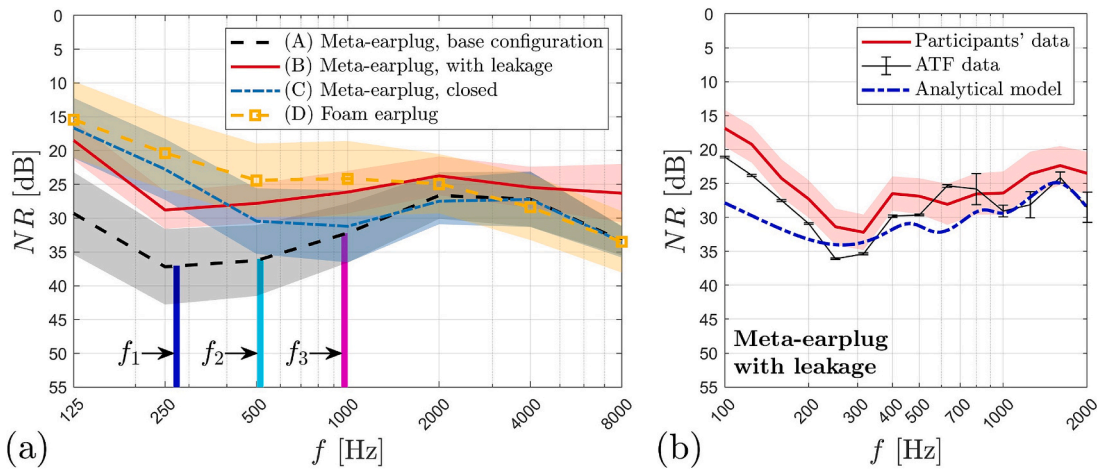 0
5
10
15
20
25
30
35
40
45
50
55
NR [dB]
(A) Meta-earplug, base configuration
(B) Meta-earplug, with leakage
(C) Meta-earplug, closed
(D) Foam earplug
f1
f2
f3
125
250
500
1000
2000
4000
8000
f [Hz]
(a)
0
5
10
15
20
25
30
35
40
45
50
55
NR [dB]
Participants' data
ATF data
Analytical model
Meta-earplug
with leakage
100
200
300
400
500
700
1000
2000
f [Hz]
(b)